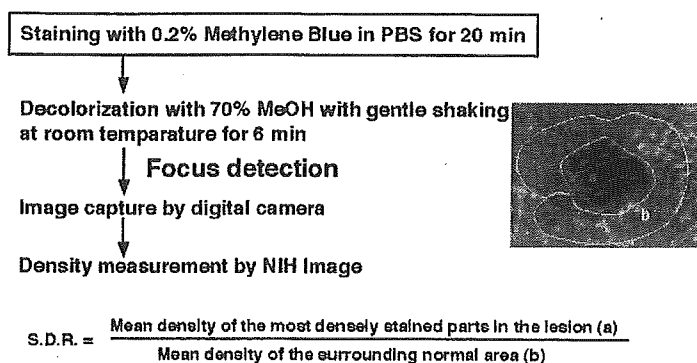 Staining with 0.2% Methylene Blue in PBS for 20 min
Decolorization with 70% MeOH with gentle shaking
at room temparature for 6 min
Focus detection
Image capture by digital camera
b
Density measurement by NIH Image
S.D.R. = Mean density of the most densely stained parts in the lesion (a)
Mean density of the surrounding normal area (b)